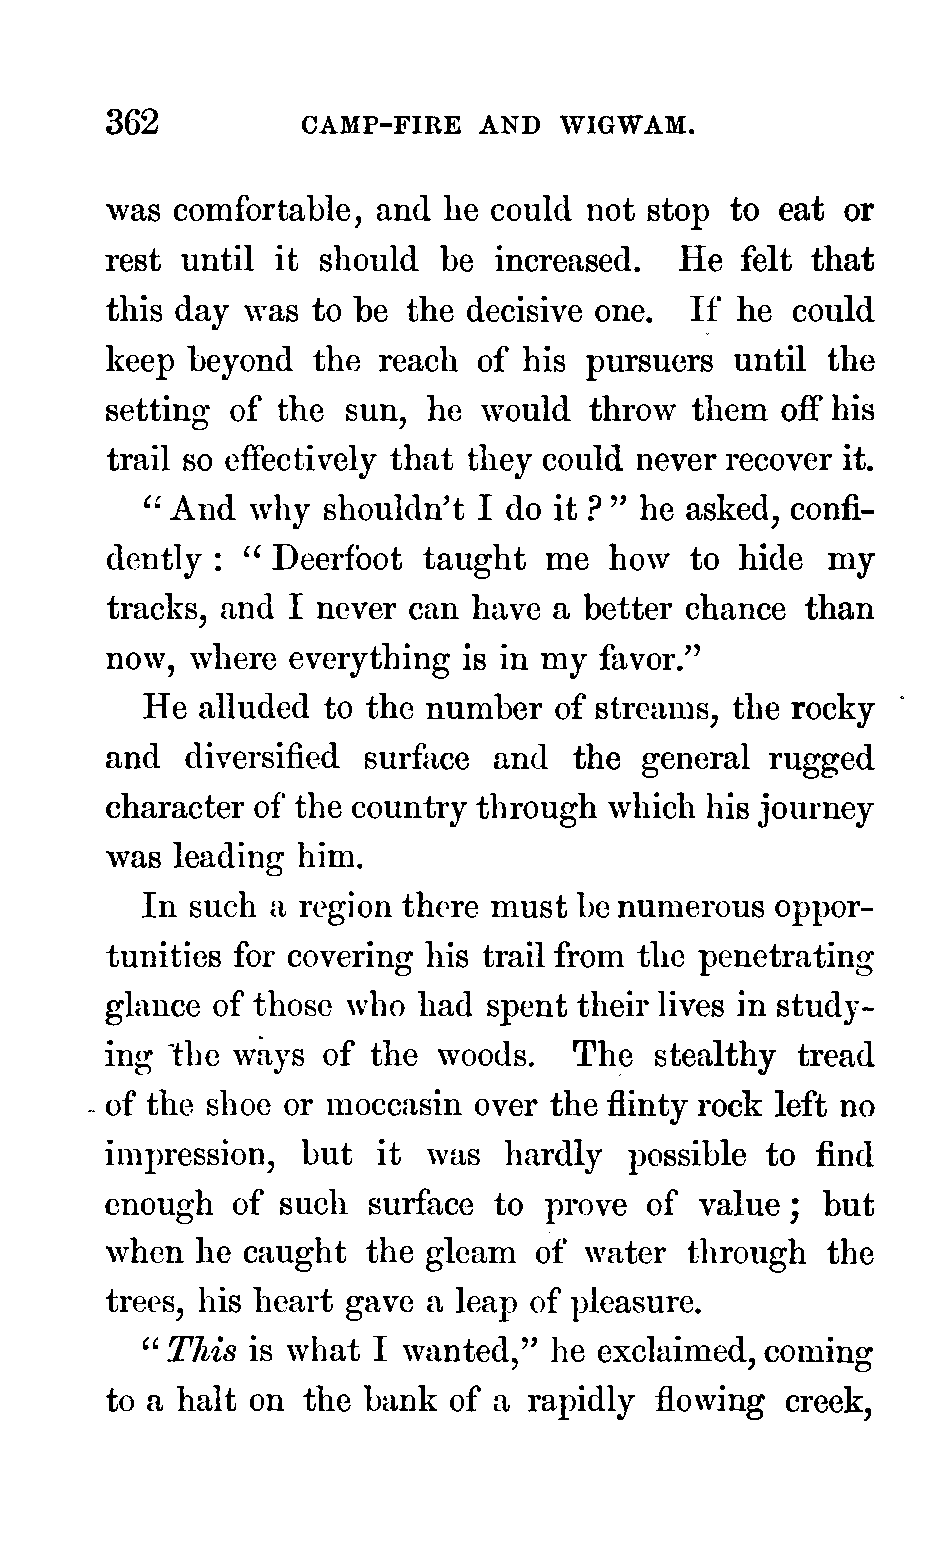 362 CAMP-FIRE AND WIGWAM.
was comfortable, and he could not stop to eat or
rest until it should be increased. He felt that
this day was to be the decisive one. If he could
keep beyond the reach of his pursuers until the
setting of the sun, he would throw them off his
trail so effectively that they could never recover it.
“And why shouldn’t I do it?” he asked, confi-
dently: “Deerfoot taught me how to hide my
tracks, and I never can have a better chance than
now, where everything is in my favor.”
He alluded to the number of streams, the rocky
and diversified surface and the general rugged
character of the country through which his journey
was leading him.
In such a region there must be numerous oppor-
tunities for covering his trail from the penetrating
glance of those who had spent their lives in study-
ing the ways of the woods. The stealthy tread
of the shoe or moccasin over the flinty rock left no
impression, but it was hardly possible to find
enough of such surface to prove of value; but
when he caught the gleam of water through the
trees, his heart gave a leap of pleasure.
“This is what I wanted,” he exclaimed, coming
to a halt on the bank of a rapidly flowing creek,